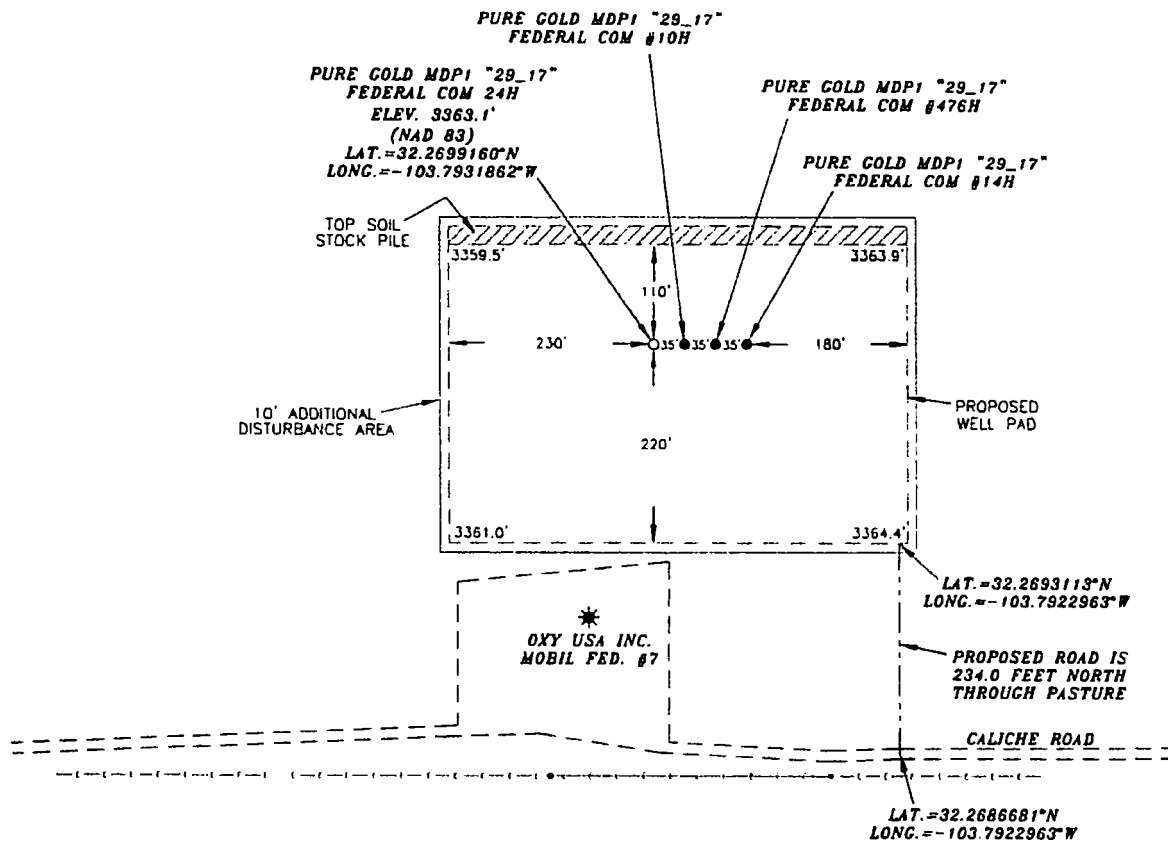 PURE GOLD MDP1 "29_17"
FEDERAL COM #10H
PURE GOLD MDP1 "29_17"
FEDERAL COM 24H
ELEV. 3363.1'
(NAD 83)
LAT.=32.2699160°N
LONG.=-103.7931862°W
PURE GOLD MDP1 "29_17"
FEDERAL COM #476H
PURE GOLD MDP1 "29_17"
FEDERAL COM #14H
TOP SOIL
STOCK PILE
3359.5'
3363.9'
110'
230'
35'
35'
35'
180'
10' ADDITIONAL
DISTURBANCE AREA
PROPOSED
WELL PAD
220'
3361.0'
3364.4'
LAT.=32.2693113°N
LONG.=-103.7922963°W
OXY USA INC.
MOBIL FED. #7
PROPOSED ROAD IS
234.0 FEET NORTH
THROUGH PASTURE
CALICHE ROAD
LAT.=32.2686681°N
LONG.=-103.7922963°W